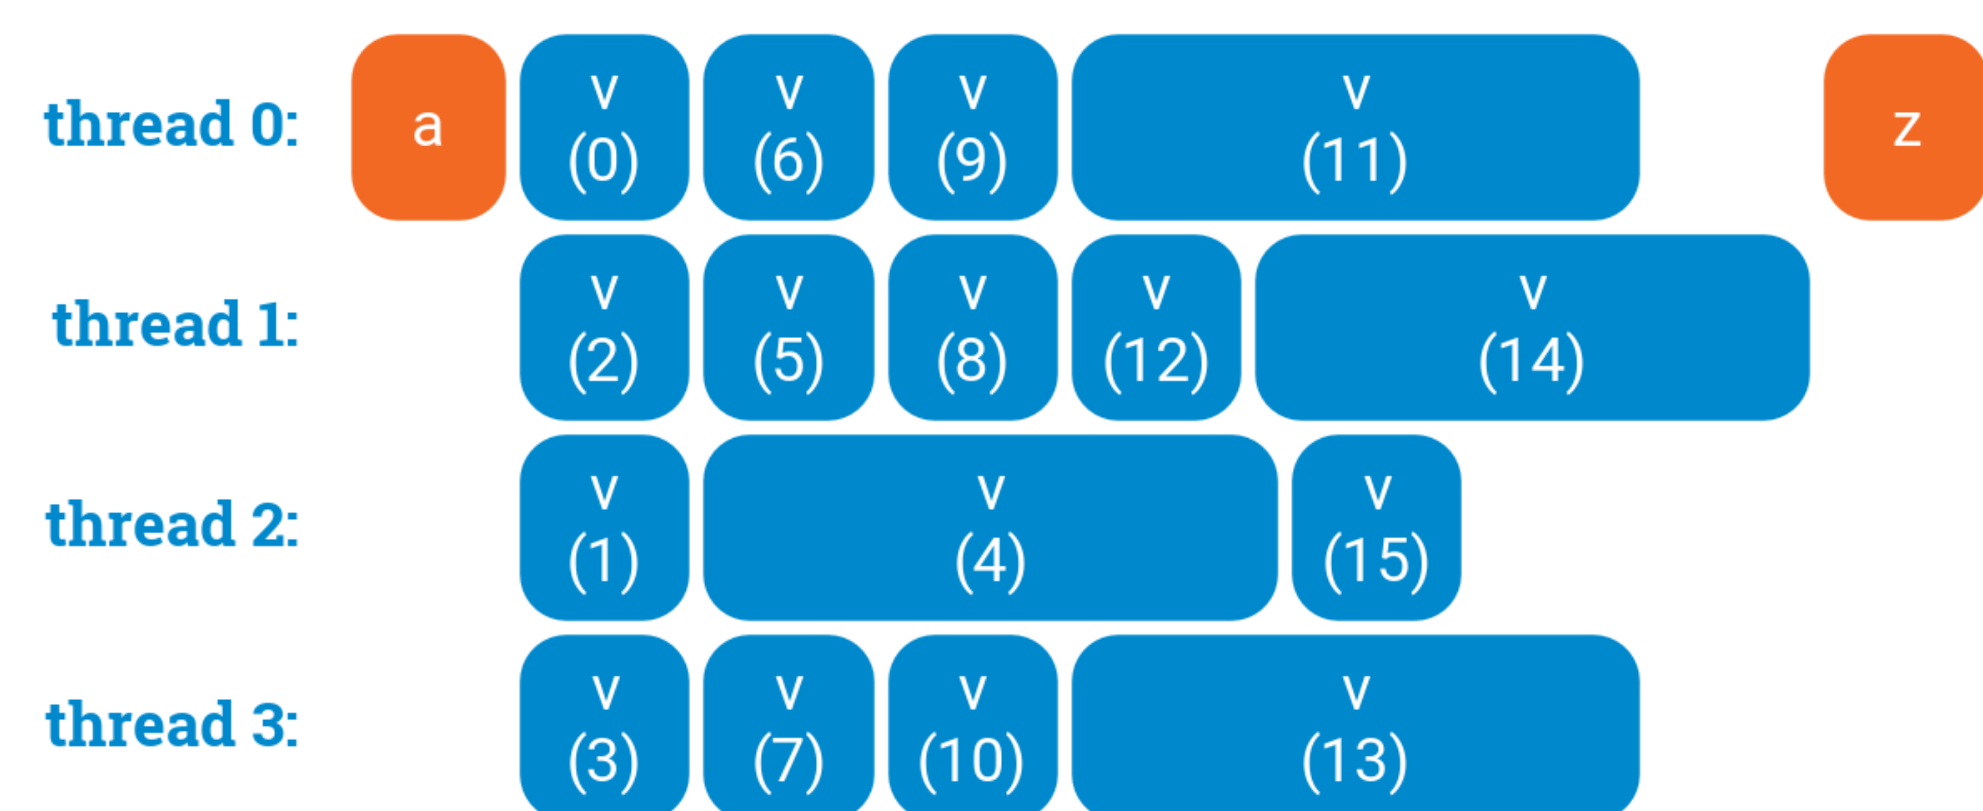 thread 0: a v (0) v (6) v (9) v (11) z
thread 1: v (2) v (5) v (8) v (12) v (14)
thread 2: v (1) v (4) v (15)
thread 3: v (3) v (7) v (10) v (13)